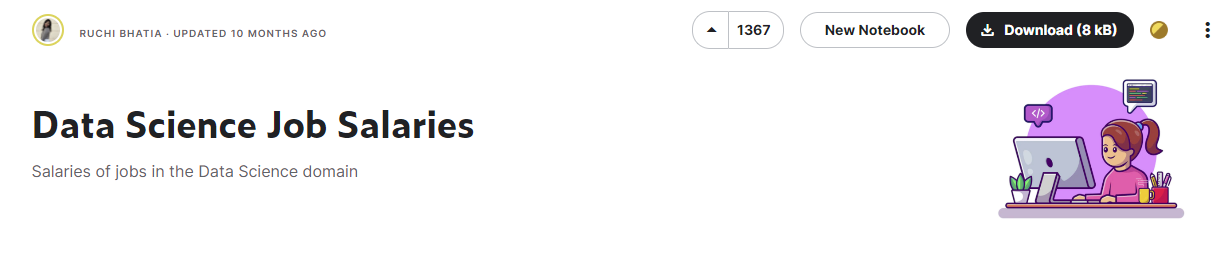 RUCHI BHATIA · UPDATED 10 MONTHS AGO
1367
New Notebook
Download (8 kB)
Data Science Job Salaries
Salaries of jobs in the Data Science domain
</>